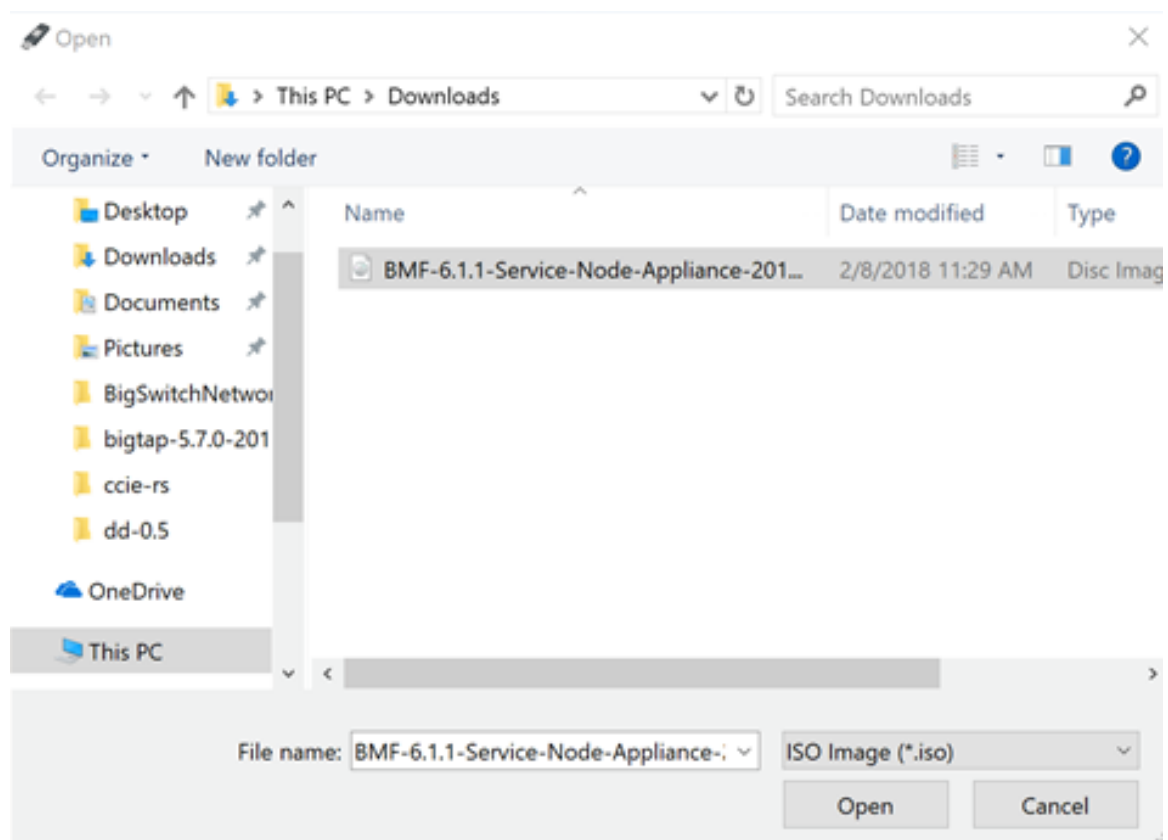 Open
This PC > Downloads
Search Downloads
Organize
New folder
?
Desktop
Downloads
Documents
Pictures
BigSwitchNetwor
bigtap-5.7.0-201
ccie-rs
dd-0.5
OneDrive
This PC
Name
Date modified
Type
BMF-6.1.1-Service-Node-Appliance-201...
2/8/2018 11:29 AM
Disc Imag
File name:
BMF-6.1.1-Service-Node-Appliance-
ISO Image (*.iso)
Open
Cancel